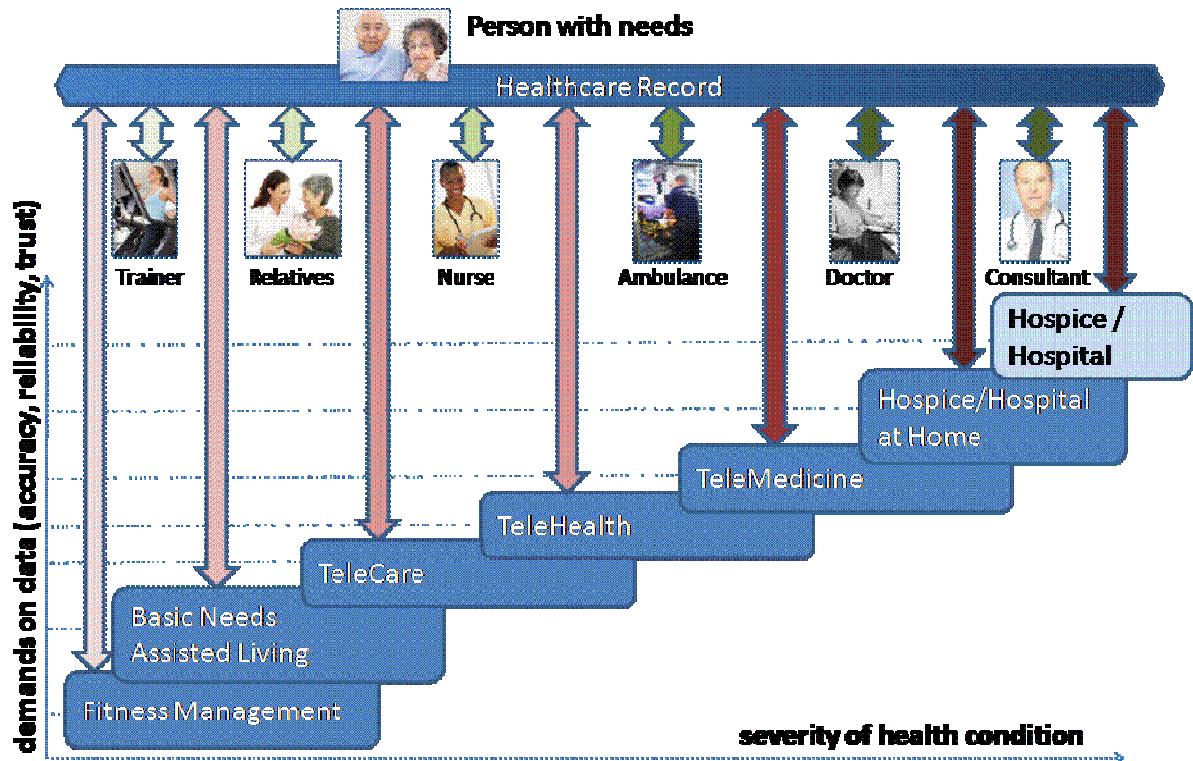 Person with needs
Healthcare Record
Trainer
Relatives
Nurse
Ambulance
Doctor
Consultant
demands on data (accuracy, reliability, trust)
Hospice /
Hospital
Hospice/Hospital
at Home
TeleMedicine
TeleHealth
TeleCare
Basic Needs
Assisted Living
Fitness Management
severity of health condition